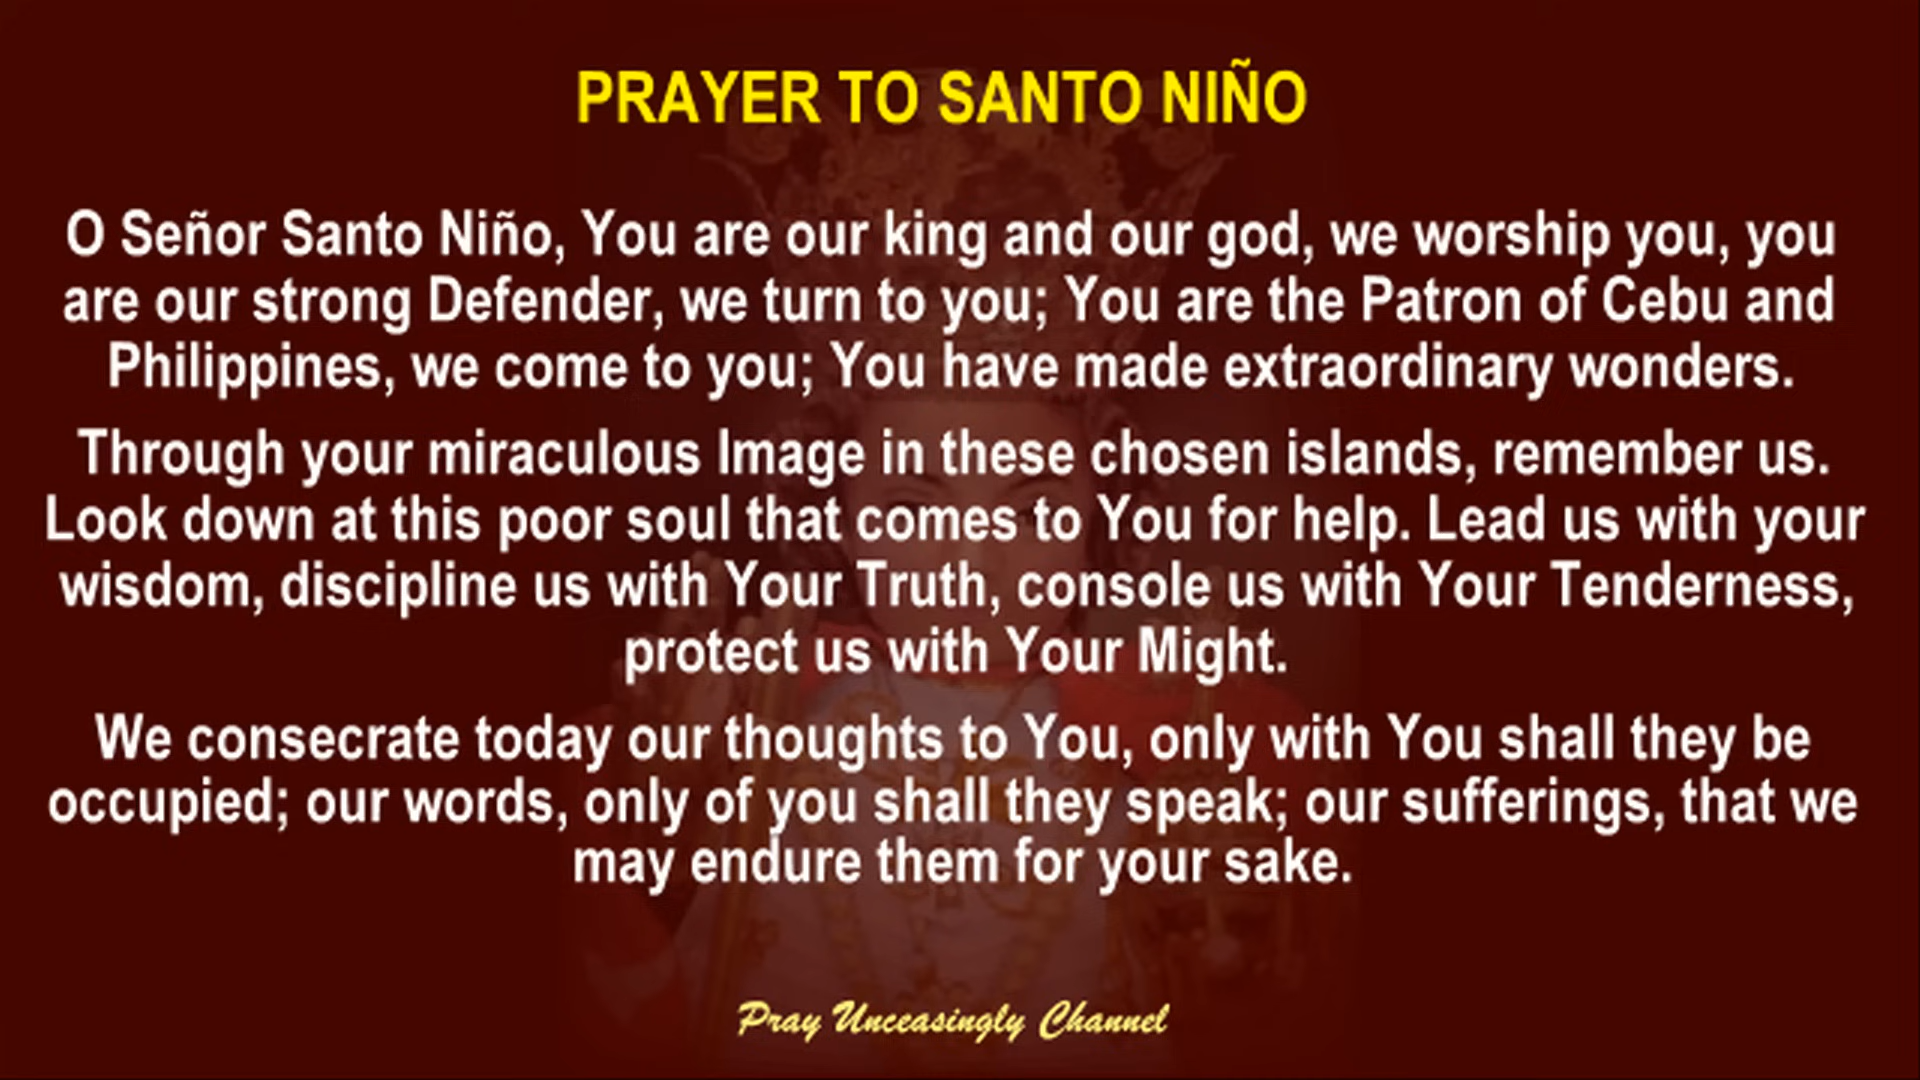 PRAYER TO SANTO NIÑO
O Señor Santo Niño, You are our king and our god, we worship you, you
are our strong Defender, we turn to you; You are the Patron of Cebu and
Philippines, we come to you; You have made extraordinary wonders.
Through your miraculous Image in these chosen islands, remember us.
Look down at this poor soul that comes to You for help. Lead us with your
wisdom, discipline us with Your Truth, console us with Your Tenderness,
protect us with Your Might.
We consecrate today our thoughts to You, only with You shall they be
occupied; our words, only of you shall they speak; our sufferings, that we
may endure them for your sake.
Pray Unceasingly Channel